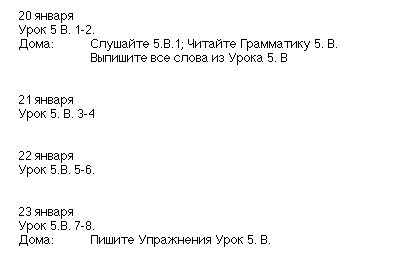 20 января
Урок 5 В. 1-2.
Дома: Слушайте 5.В.1; Читайте Грамматику 5. В.
Выпишите все слова из Урока 5. В
21 января
Урок 5. В. 3-4
22 января
Урок 5.В. 5-6.
23 января
Урок 5.В. 7-8.
Дома: Пишите Упражнения Урок 5. В.